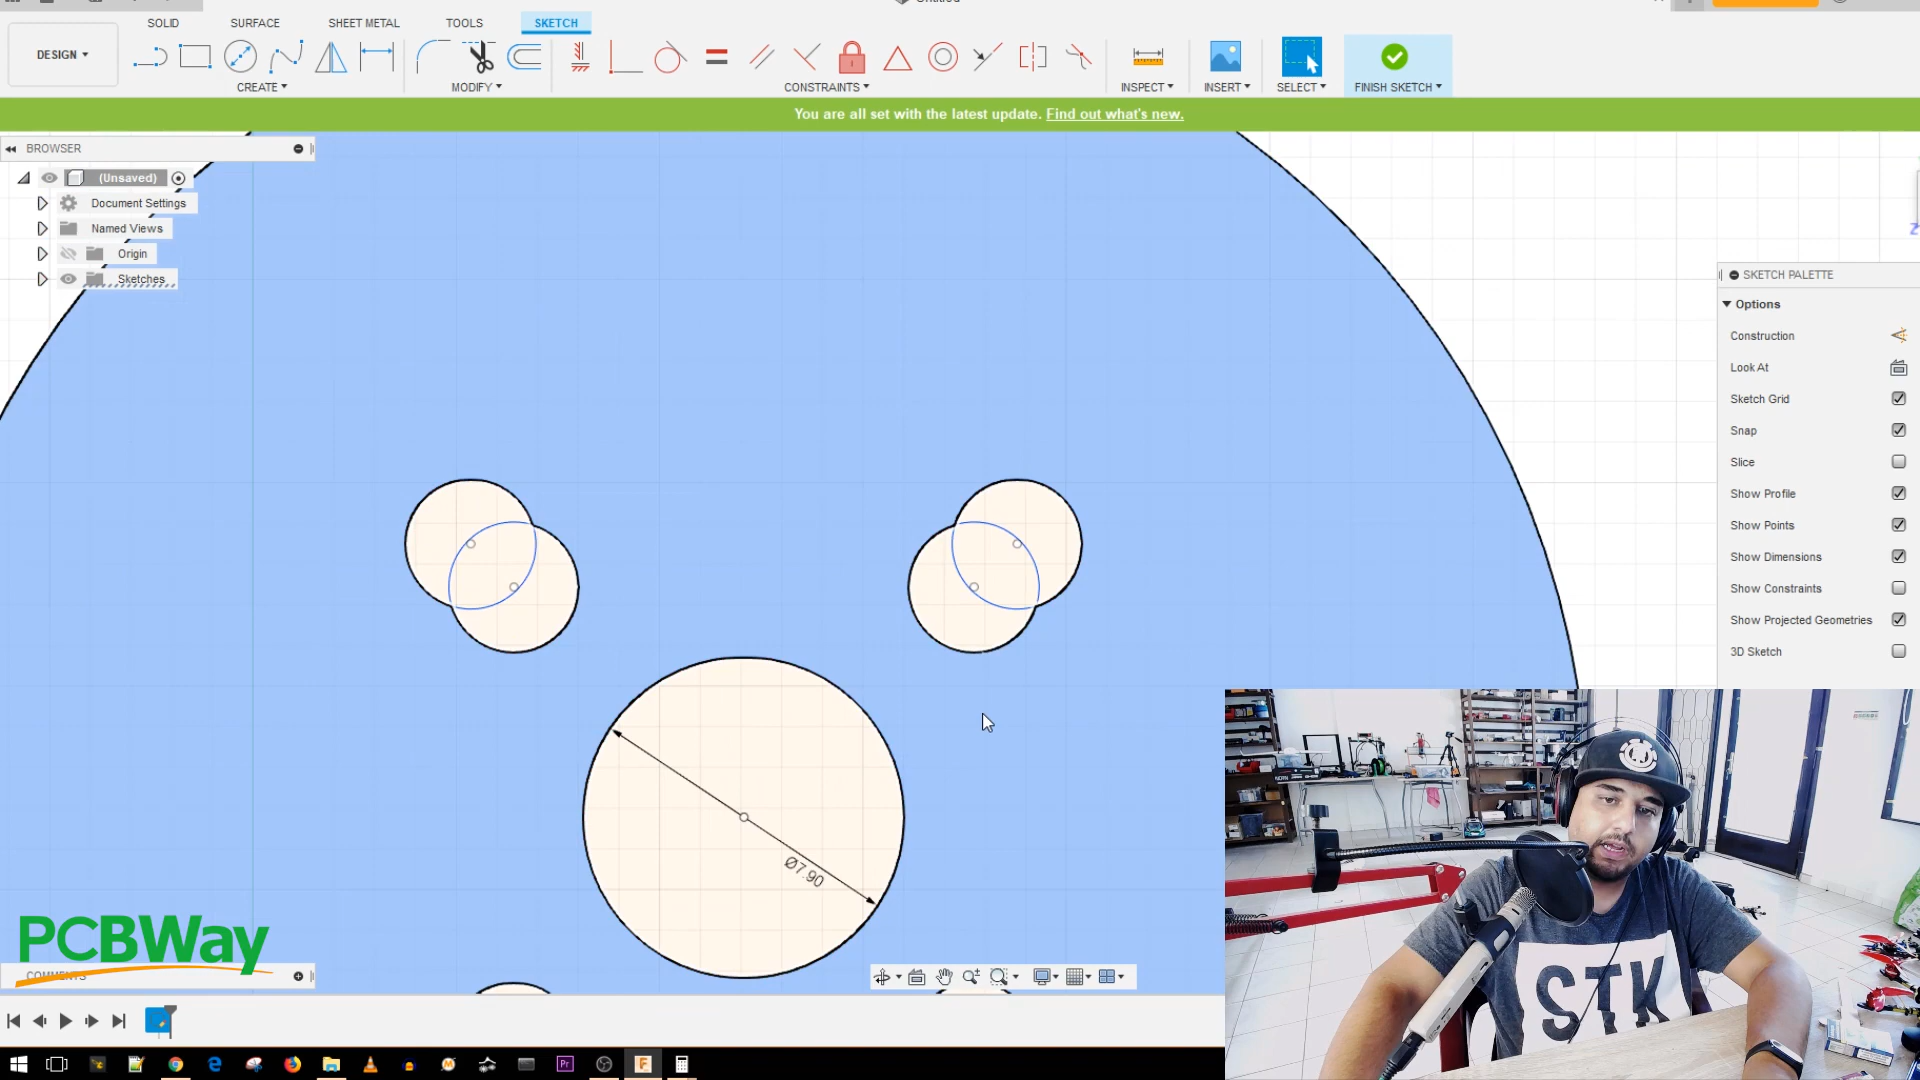 Untitled
SOLID SURFACE SHEET METAL TOOLS SKETCH
DESIGN
CREATE MODIFY CONSTRAINTS INSPECT INSERT SELECT FINISH SKETCH
You are all set with the latest update. Find out what's new.
BROWSER
(Unsaved)
Document Settings
Named Views
Origin
Sketches
SKETCH PALETTE
Options
Construction
Look At
Sketch Grid
Snap
Slice
Show Profile
Show Points
Show Dimensions
Show Constraints
Show Projected Geometries
3D Sketch
Ø7.90
PCBWay
COMMENTS
STK
Pr
F